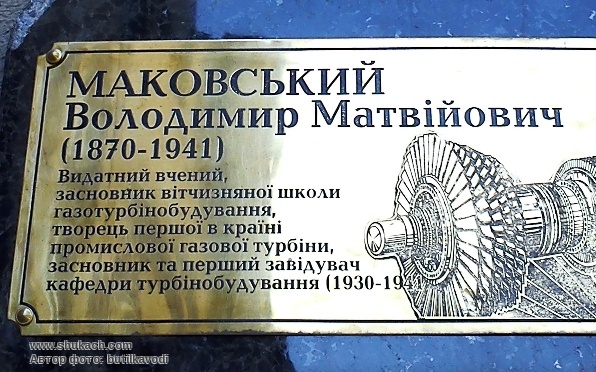 МАКОВСЬКИЙ
Володимир Матвійович
(1870-1941)
Видатний вчений,
засновник вітчизняної школи
газотурбінобудування,
творець першої в країні
промислової газової турбіни,
засновник та перший завідувач
кафедри турбінобудування (1930-1941
www.shukach.com
Автор фото: butilkavodi